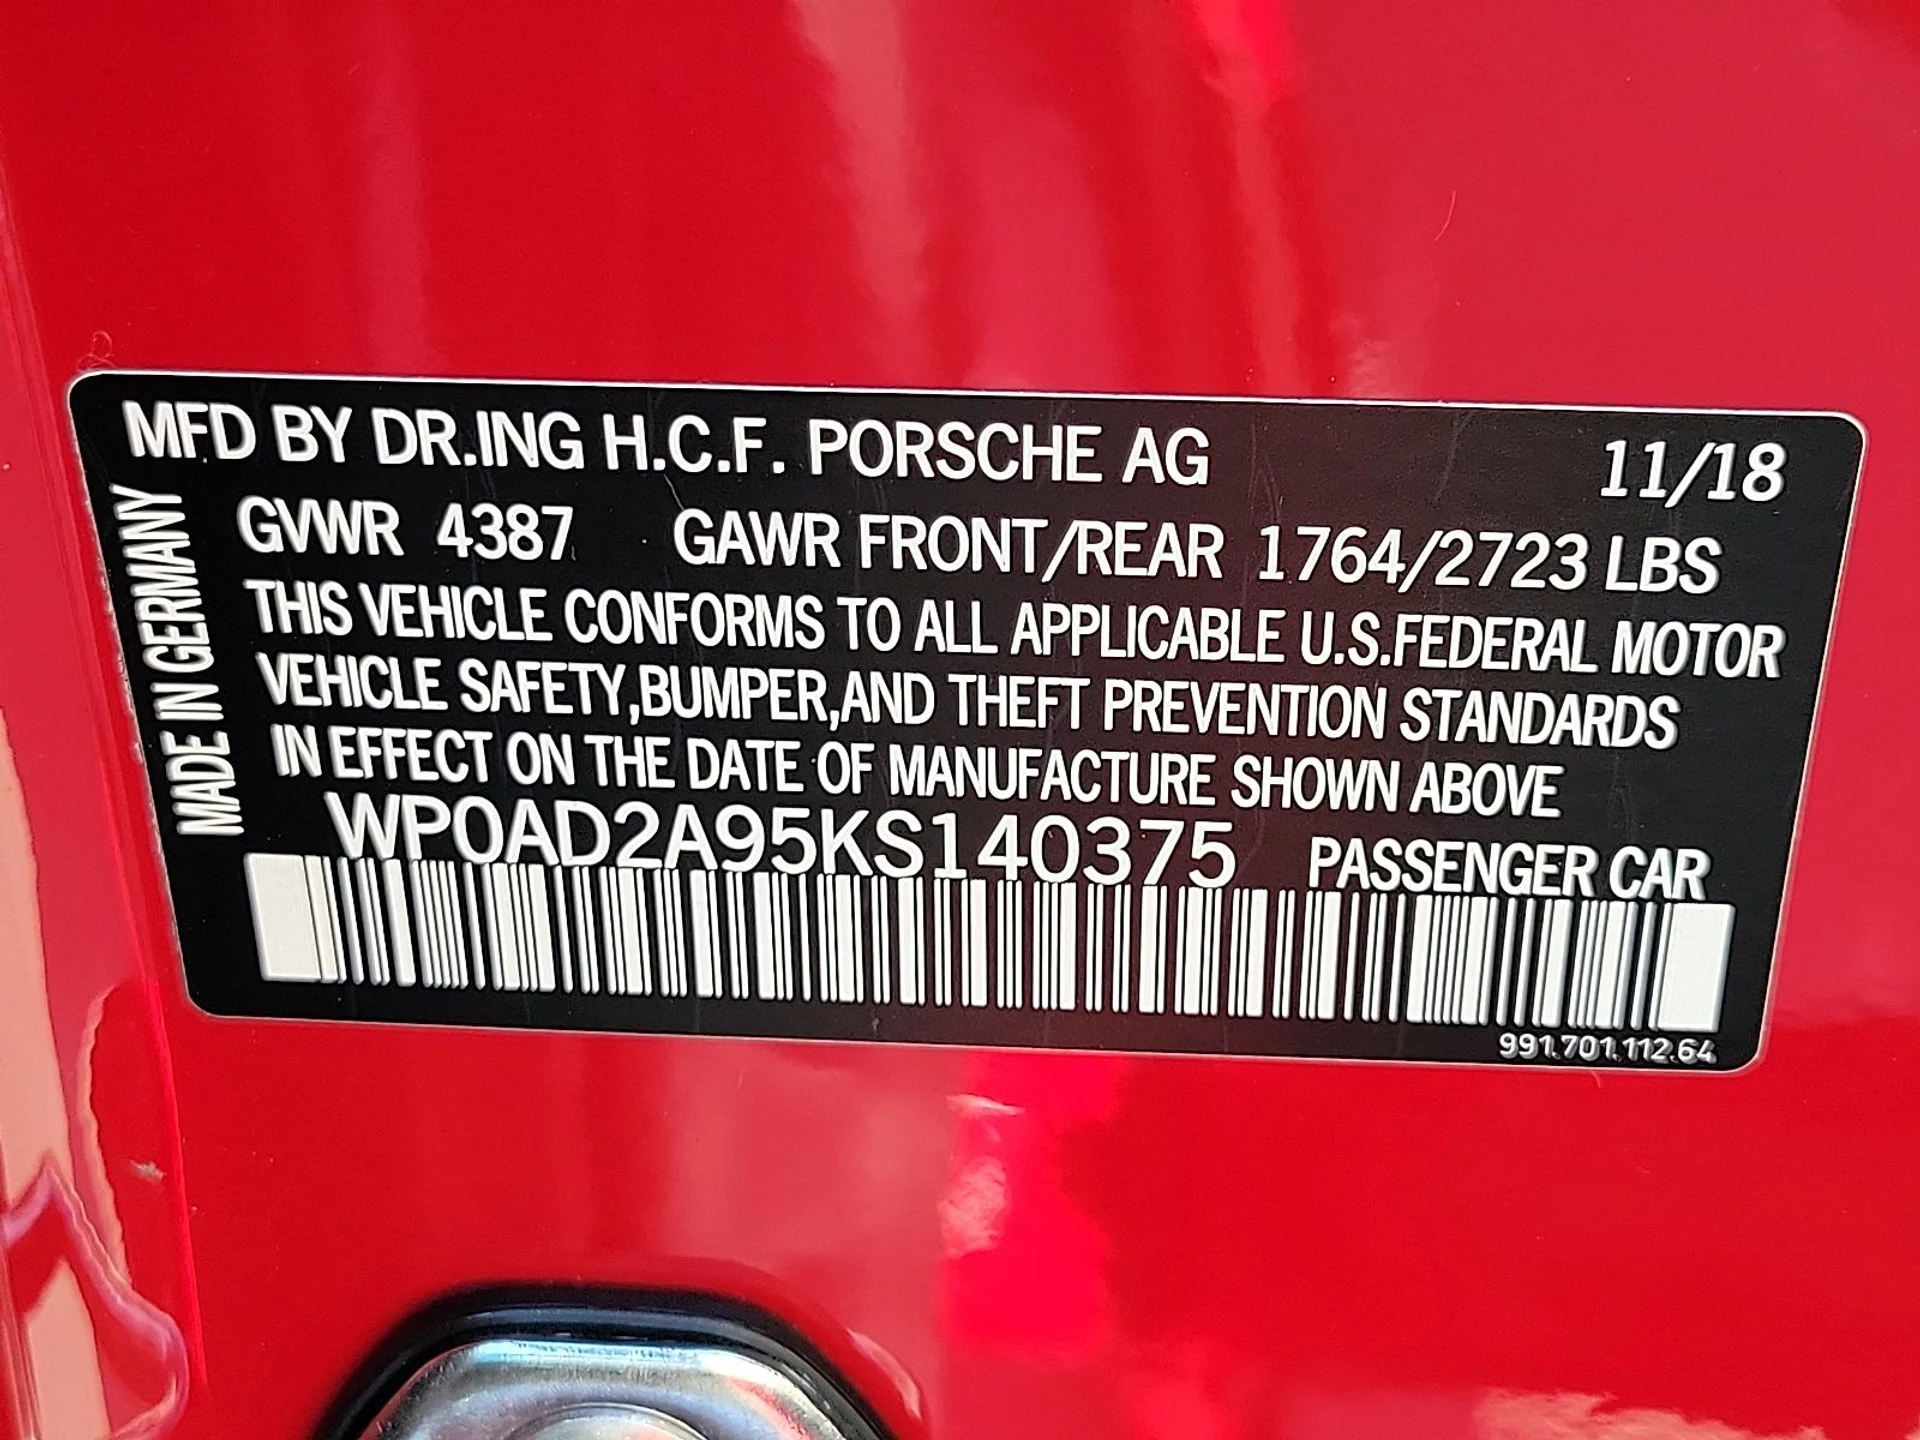 MFD BY DR.ING H.C.F. PORSCHE AG 11/18
GVWR 4387 GAWR FRONT/REAR 1764/2723 LBS
THIS VEHICLE CONFORMS TO ALL APPLICABLE U.S.FEDERAL MOTOR
VEHICLE SAFETY,BUMPER,AND THEFT PREVENTION STANDARDS
IN EFFECT ON THE DATE OF MANUFACTURE SHOWN ABOVE
WP0AD2A95KS140375 PASSENGER CAR
991.701.112.64
MADE IN GERMANY